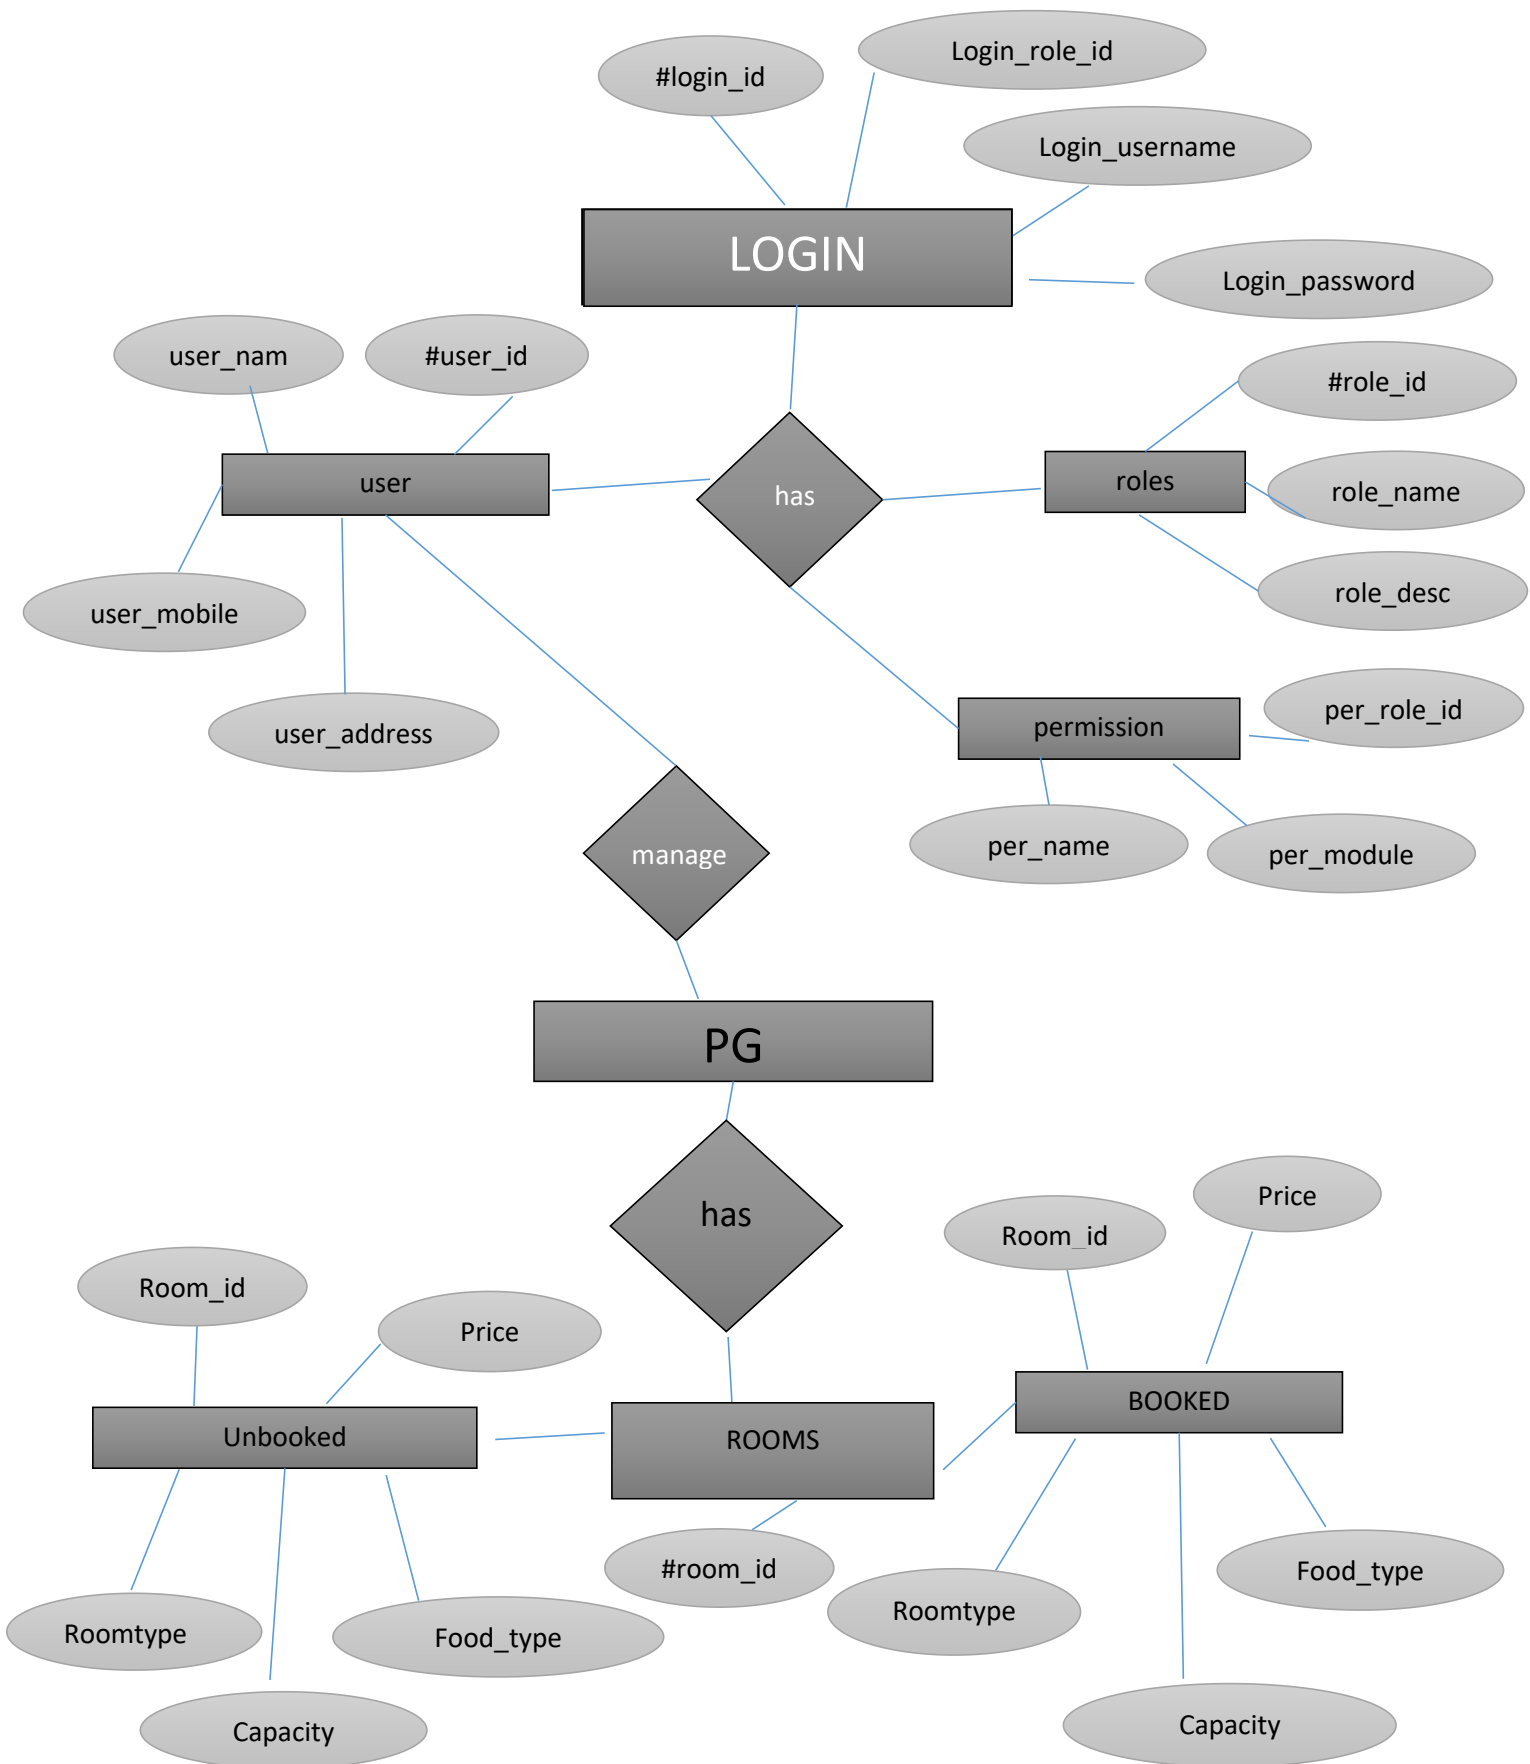 Login_role_id
#login_id
Login_username
LOGIN
Login_password
user_nam
#user_id
#role_id
user
has
roles
role_name
user_mobile
role_desc
user_address
permission
per_role_id
manage
per_name
per_module
PG
has
Price
Room_id
Room_id
Price
Unbooked
ROOMS
BOOKED
#room_id
Food_type
Roomtype
Food_type
Roomtype
Capacity
Capacity